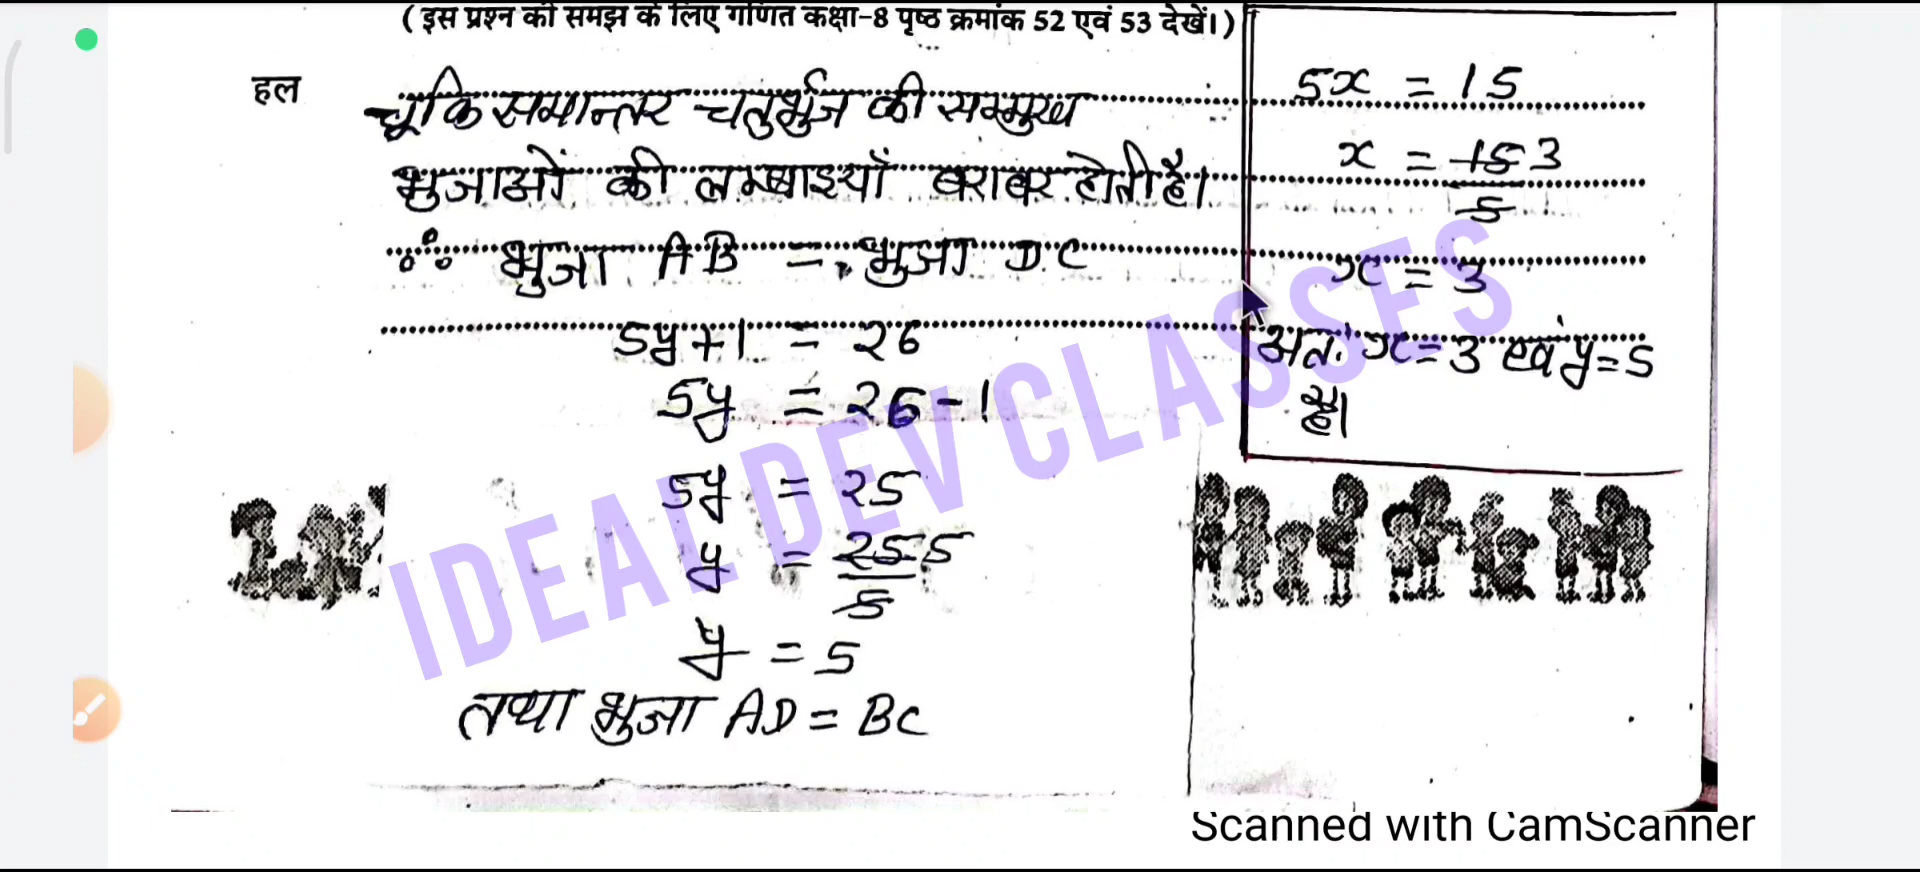 ( इस प्रश्न को समझ के लिए गणित कक्षा-8 पृष्ठ क्रमांक 52 एवं 53 देखें। )
हल
चूकि समान्तर चतुर्भुज की सम्मुख
भुजाओं की लम्बाइयाँ बराबर होती है।
∴ भुजा AB = भुजा DC
5y+1 = 26
5y = 26-1
5y = 25
y = 25 5
5
y = 5
तथा भुजा AD = BC
5x = 15
x = 15 3
5
x = 3
अतः x=3 एवं y=5
है।
IDEAL DEV CLASSES
Scanned with CamScanner